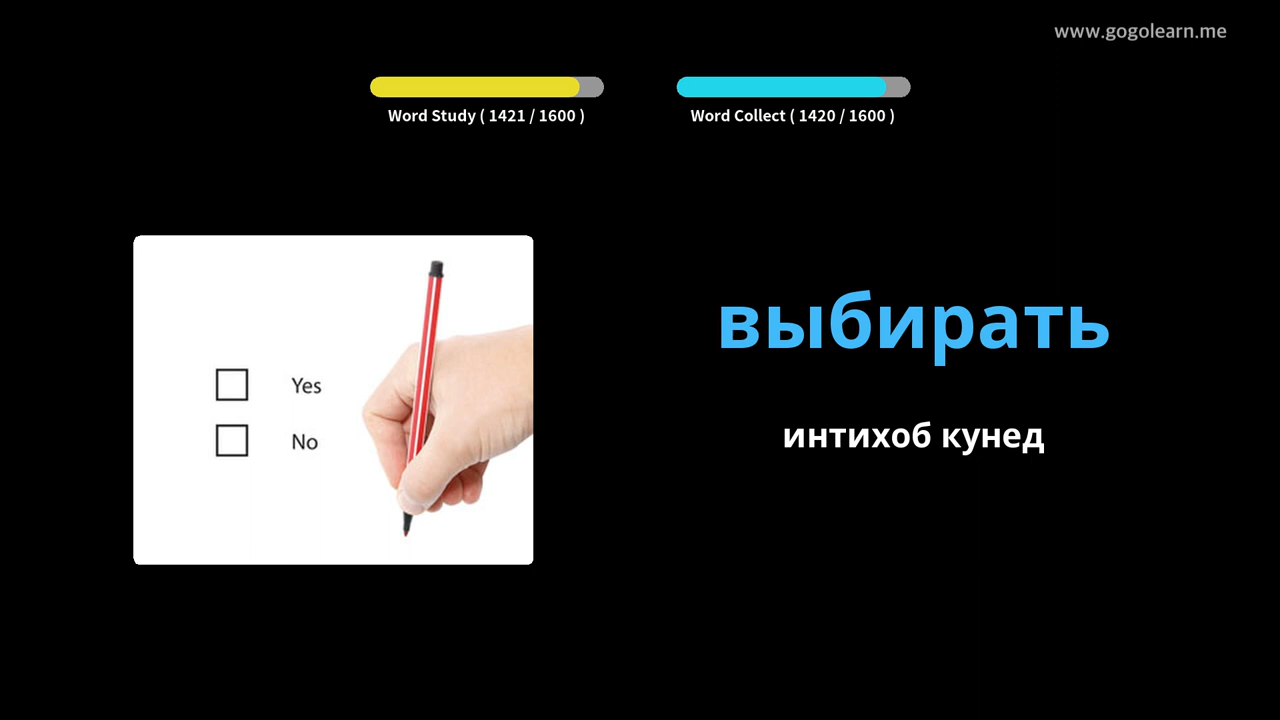 www.gogolearn.me
Word Study ( 1421 / 1600 )
Word Collect ( 1420 / 1600 )
Yes
No
выбирать
интихоб кунед